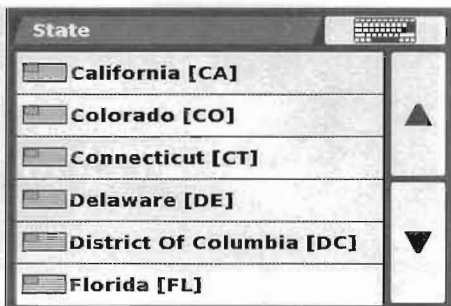 State
California [CA]
Colorado [CO]
Connecticut [CT]
Delaware [DE]
District Of Columbia [DC]
Florida [FL]